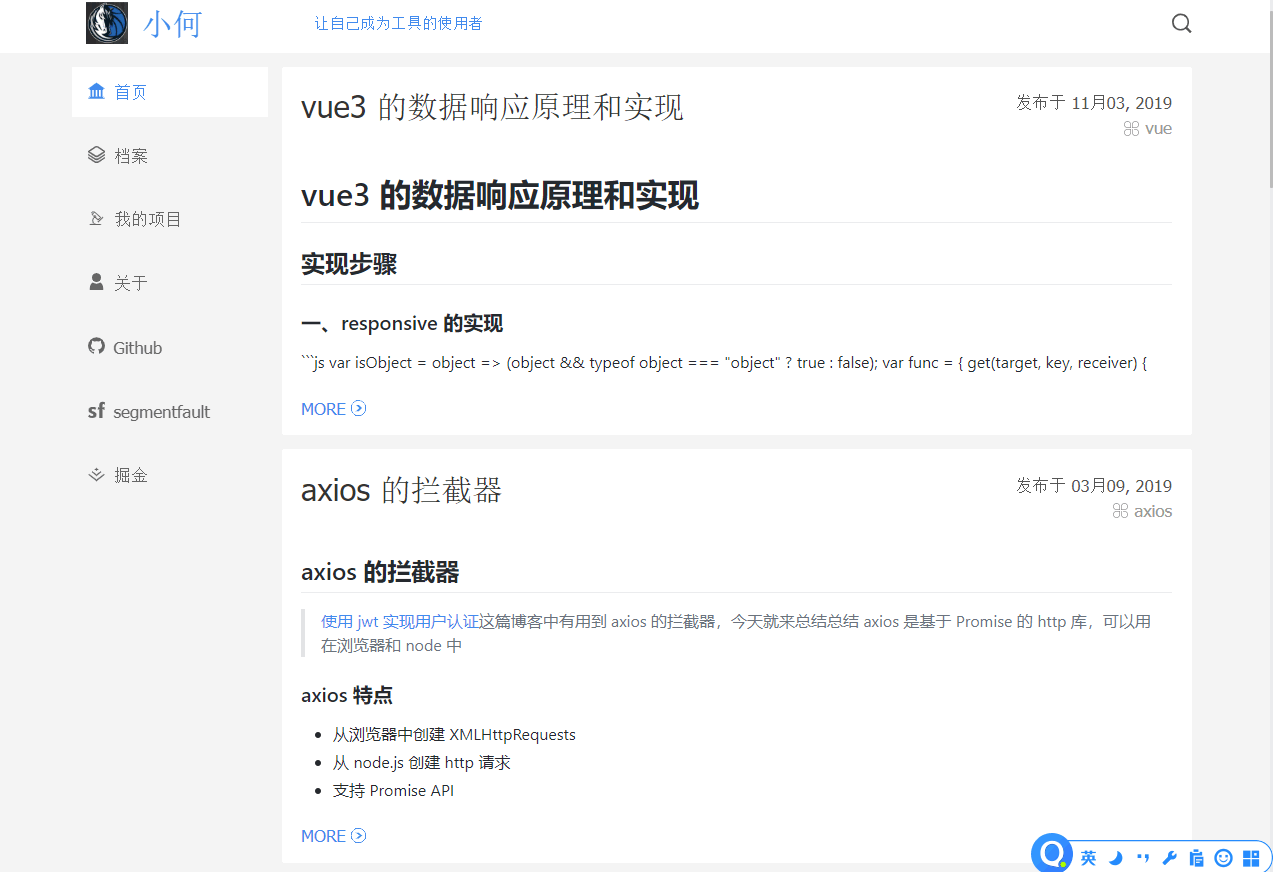 小何
让自己成为工具的使用者
首页
档案
我的项目
关于
Github
sf segmentfault
掘金
vue3 的数据响应原理和实现
发布于 11月03, 2019
vue
vue3 的数据响应原理和实现
实现步骤
一、responsive 的实现
```js var isObject = object => (object && typeof object === "object" ? true : false); var func = { get(target, key, receiver) {
MORE
axios 的拦截器
发布于 03月09, 2019
axios
axios 的拦截器
使用 jwt 实现用户认证这篇博客中有用到 axios 的拦截器，今天就来总结总结 axios 是基于 Promise 的 http 库，可以用
在浏览器和 node 中
axios 特点
从浏览器中创建 XMLHttpRequests
从 node.js 创建 http 请求
支持 Promise API
MORE
英